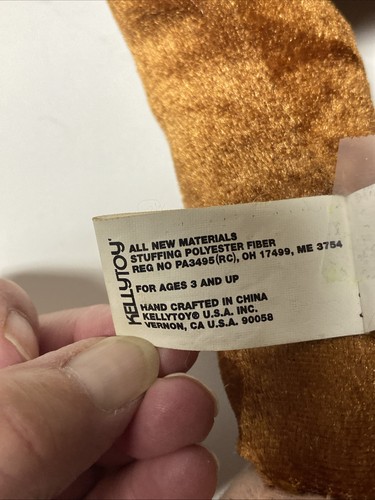 KELLYTOY
ALL NEW MATERIALS
STUFFING POLYESTER FIBER
REG NO PA3495(RC), OH 17499, ME 3754
FOR AGES 3 AND UP
HAND CRAFTED IN CHINA
KELLYTOY® U.S.A. INC.
VERNON, CA U.S.A. 90058